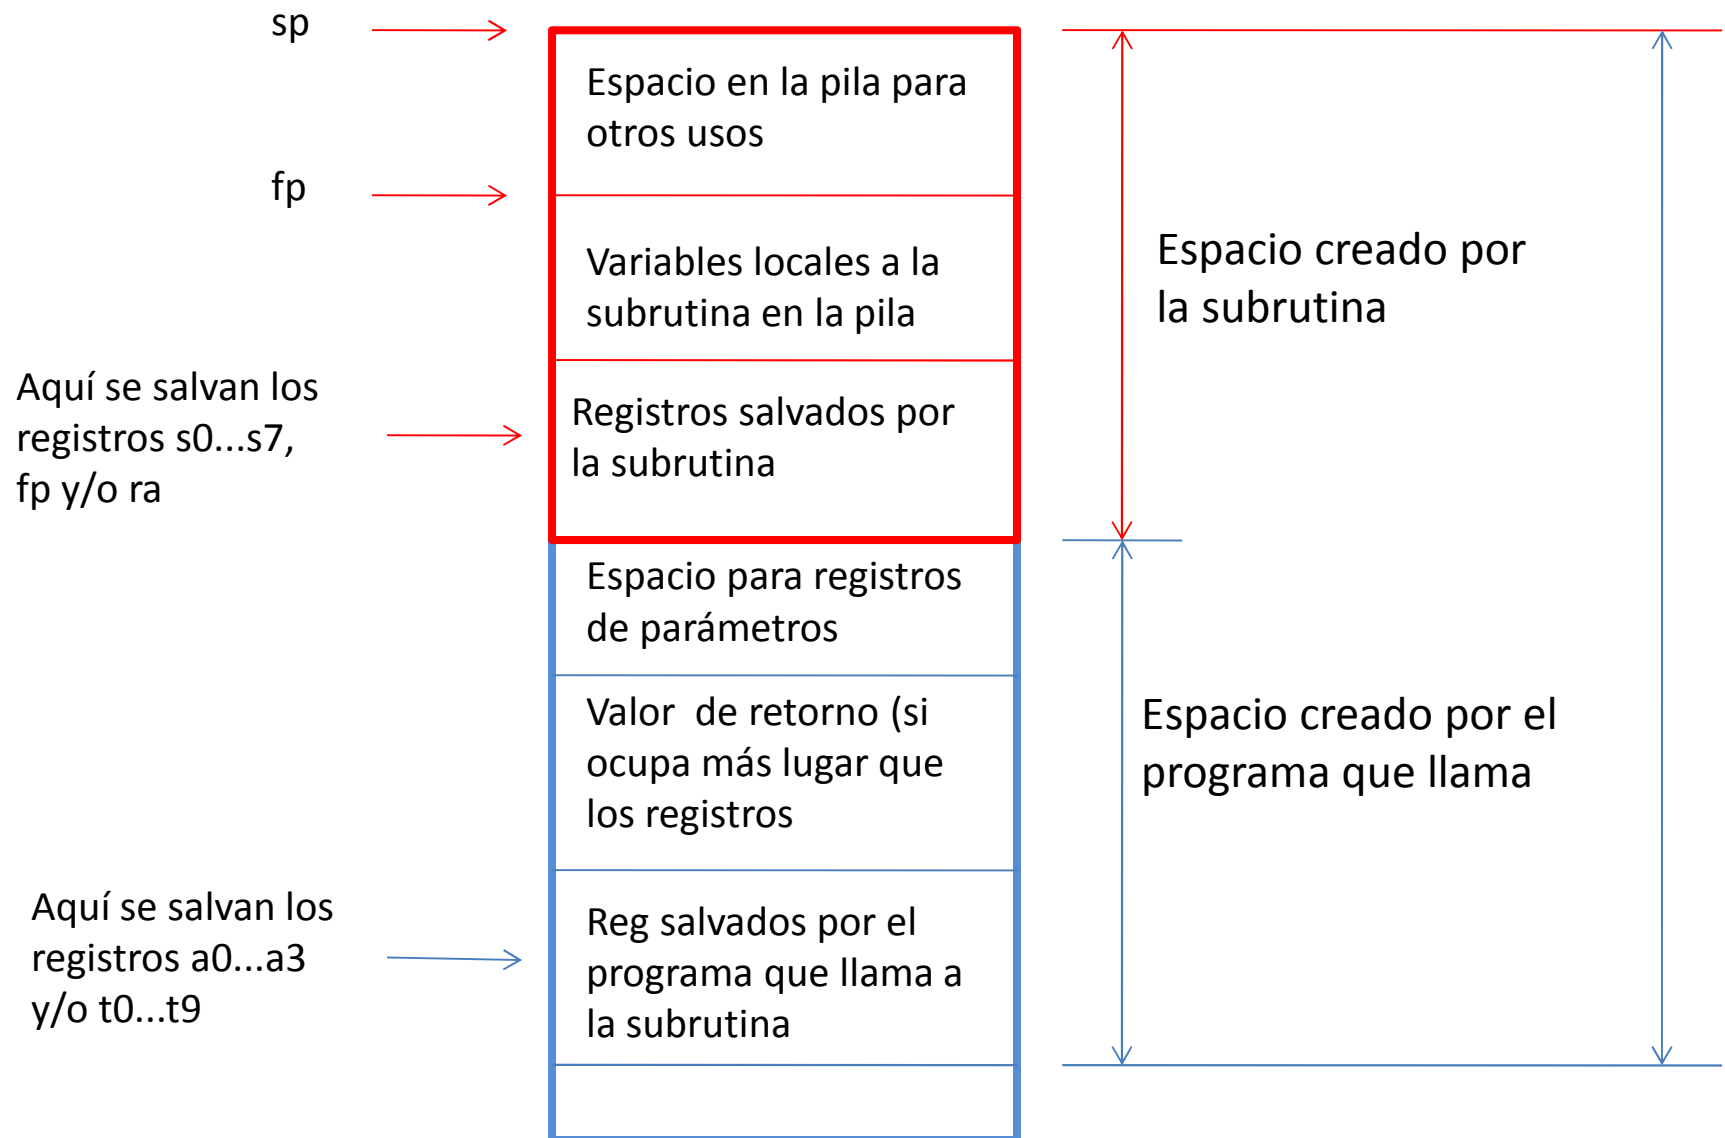 sp
Espacio en la pila para
otros usos
fp
Variables locales a la
subrutina en la pila
Espacio creado por
la subrutina
Aquí se salvan los
registros s0...s7,
fp y/o ra
Registros salvados por
la subrutina
Espacio para registros
de parámetros
Valor de retorno (si
ocupa más lugar que
los registros
Espacio creado por el
programa que llama
Aquí se salvan los
registros a0...a3
y/o t0...t9
Reg salvados por el
programa que llama a
la subrutina